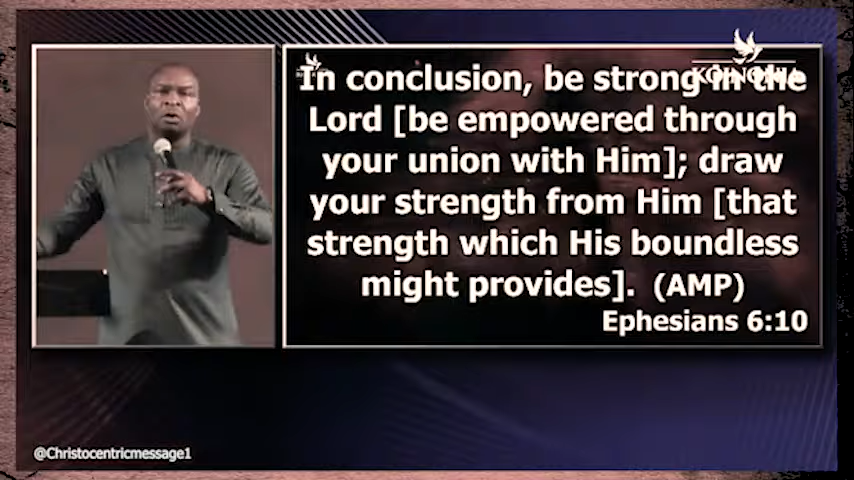 KOINONIA
In conclusion, be strong in the
Lord [be empowered through
your union with Him]; draw
your strength from Him [that
strength which His boundless
might provides]. (AMP)
Ephesians 6:10
@Christocentricmessage1